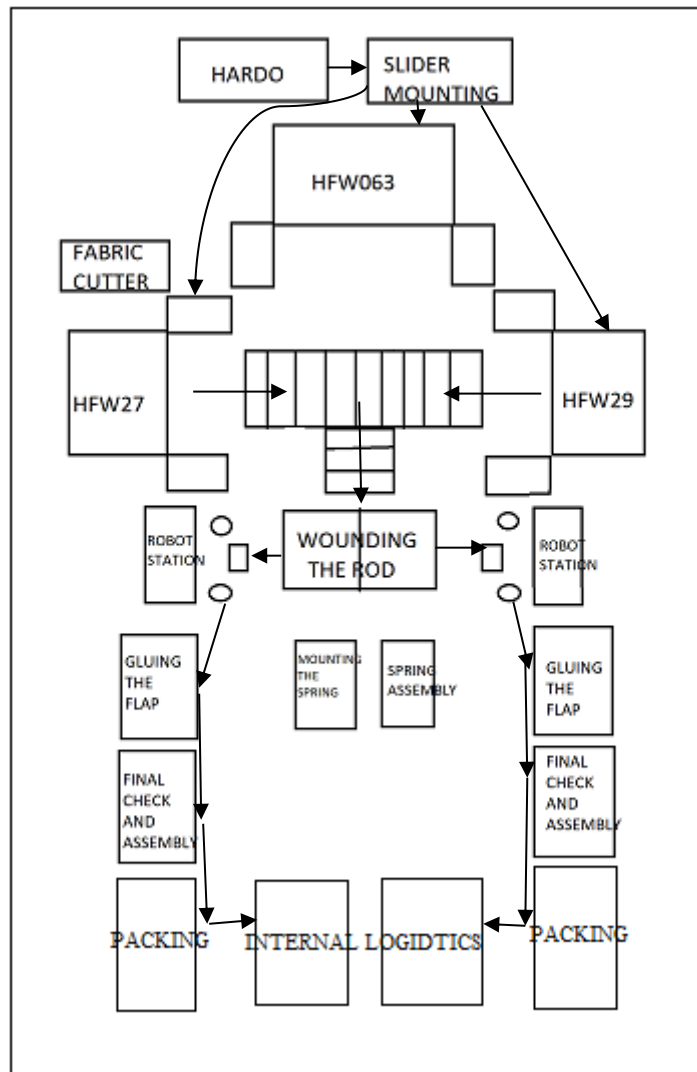 HARDO
SLIDER
MOUNTING
HFW063
FABRIC
CUTTER
HFW27
HFW29
ROBOT
STATION
WOUNDING
THE ROD
ROBOT
STATION
GLUING
THE
FLAP
MOUNTING
THE
SPRING
SPRING
ASSEMBLY
GLUING
THE
FLAP
FINAL
CHECK
AND
ASSEMBLY
FINAL
CHECK
AND
ASSEMBLY
PACKING
INTERNAL LOGIDTICS
PACKING